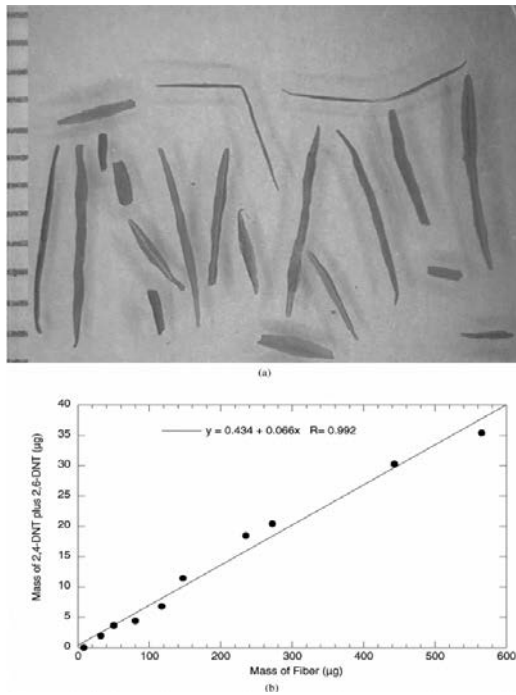 (a)
40
35
30
25
20
15
10
5
0
y = 0.434 + 0.066x R= 0.992
Mass of 2,4-DNT plus 2,6-DNT (µg)
0 100 200 300 400 500 600
Mass of Fiber (µg)
(b)